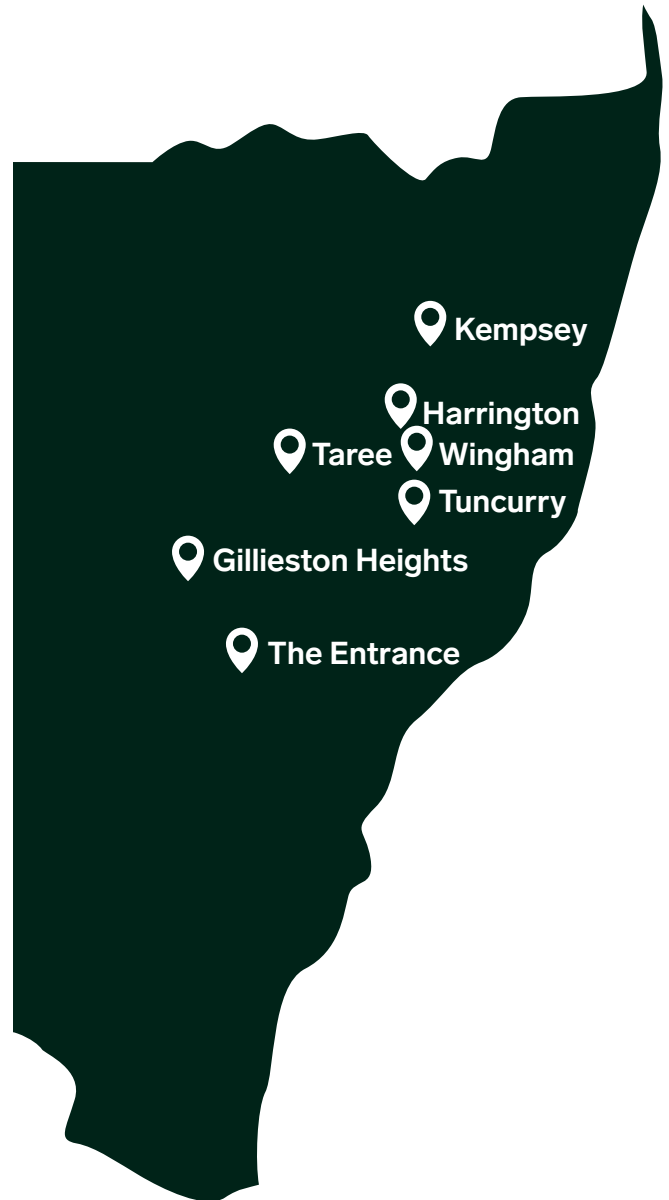 Kempsey
Harrington
Taree
Wingham
Tuncurry
Gillieston Heights
The Entrance